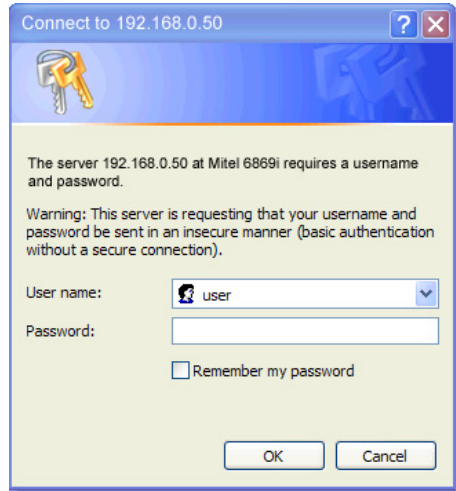 Connect to 192.168.0.50
?
The server 192.168.0.50 at Mitel 6869i requires a username
and password.
Warning: This server is requesting that your username and
password be sent in an insecure manner (basic authentication
without a secure connection).
User name:
user
Password:
Remember my password
OK
Cancel